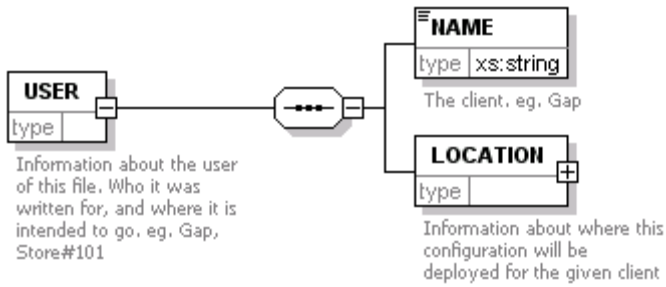 NAME
type xs:string
The client. eg. Gap
USER
type
Information about the user
of this file. Who it was
written for, and where it is
intended to go. eg. Gap,
Store#101
LOCATION
type
Information about where this
configuration will be
deployed for the given client